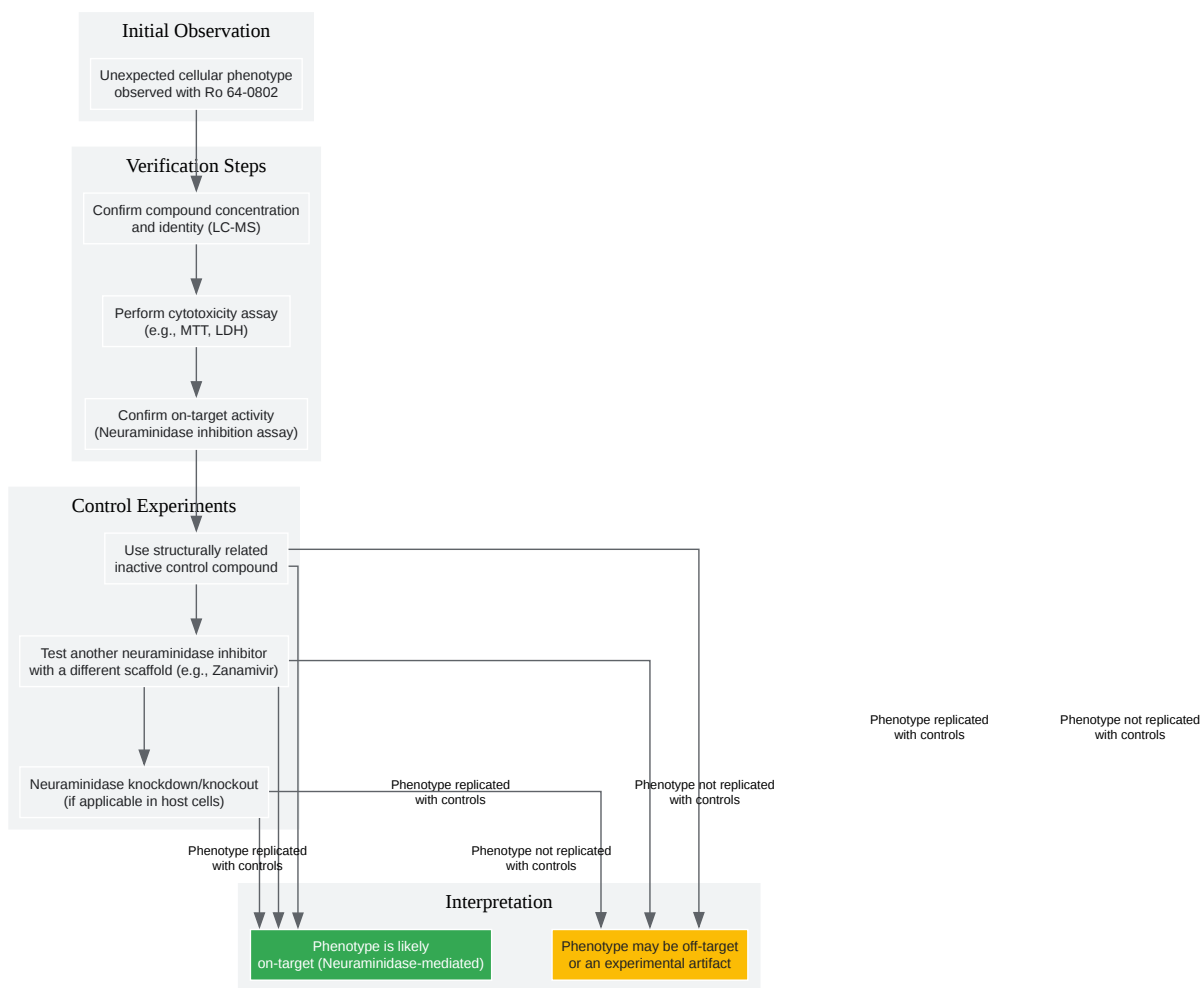 Initial Observation
Unexpected cellular phenotype
observed with Ro 64-0802
Verification Steps
Confirm compound concentration
and identity (LC-MS)
Perform cytotoxicity assay
(e.g., MTT, LDH)
Confirm on-target activity
(Neuraminidase inhibition assay)
Control Experiments
Use structurally related
inactive control compound
Test another neuraminidase inhibitor
with a different scaffold (e.g., Zanamivir)
Phenotype replicated
with controls
Phenotype not replicated
with controls
Neuraminidase knockdown/knockout
(if applicable in host cells)
Phenotype replicated
with controls
Phenotype not replicated
with controls
Phenotype replicated
with controls
Phenotype not replicated
with controls
Interpretation
Phenotype is likely
on-target (Neuraminidase-mediated)
Phenotype may be off-target
or an experimental artifact